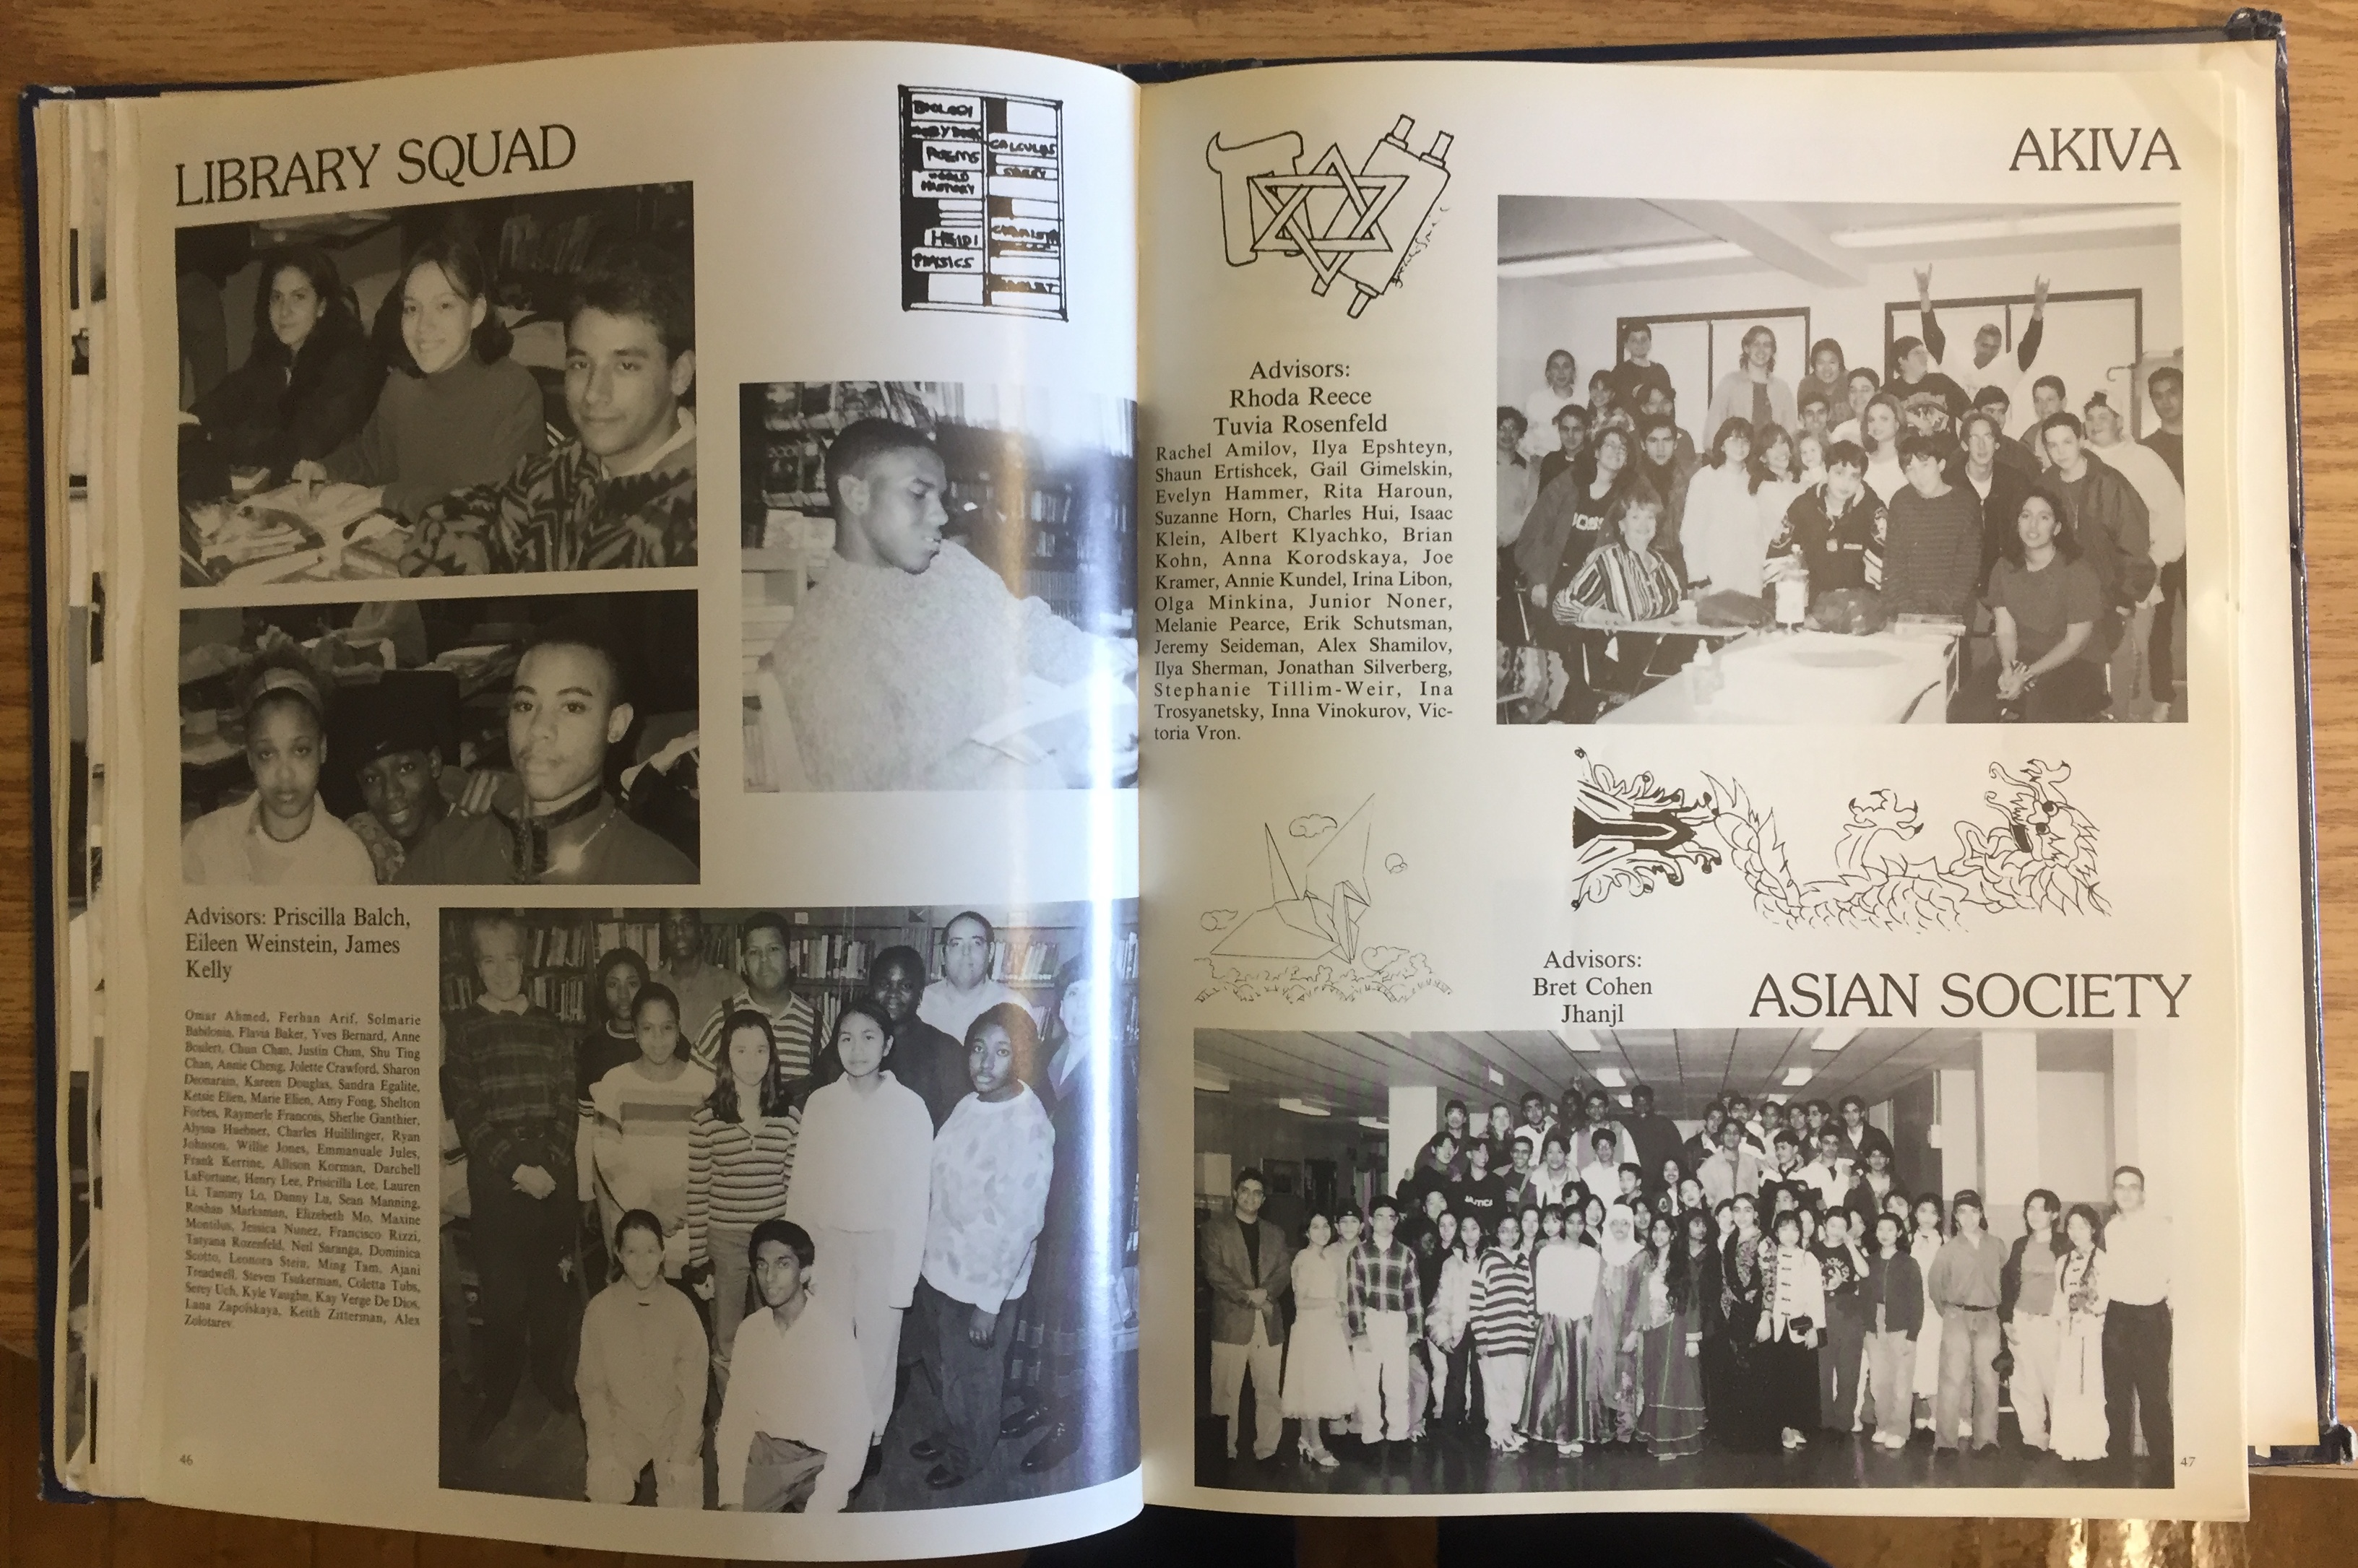 LIBRARY SQUAD
BIOLOGY
MOBY DICK
POEMS
WORLD
HISTORY
HEIDI
PHYSICS
CALCULUS
Advisors: Priscilla Balch,
Eileen Weinstein, James
Kelly
Omar Ahmed, Ferhan Arif, Solmarie
Babilonia, Flavia Baker, Yves Bernard, Anne
Boulert, Chun Chan, Justin Chan, Shu Ting
Chan, Annie Cheng, Jolette Crawford, Sharon
Deonarain, Kareen Douglas, Sandra Egalite,
Ketsie Elien, Marie Elien, Amy Fong, Shelton
Forbes, Raymerle Francois, Sherlie Ganthier,
Alyssa Huebner, Charles Huililinger, Ryan
Johnson, Willie Jones, Emmanuale Jules,
Frank Kerrine, Allison Korman, Darchell
LaFortune, Henry Lee, Prisicilla Lee, Lauren
Li, Tammy Lo, Danny Lu, Sean Manning,
Roshan Marksman, Elizebeth Mo, Maxine
Montilus, Jessica Nunez, Francisco Rizzi,
Tatyana Rozenfeld, Neil Saranga, Dominica
Scotto, Leonora Stein, Ming Tam, Ajani
Treadwell, Steven Tsukerman, Coletta Tubs,
Serey Uch, Kyle Vaughn, Kay Verge De Dios,
Lana Zapolskaya, Keith Zitterman, Alex
Zolotarev.
46
AKIVA
Advisors:
Rhoda Reece
Tuvia Rosenfeld
Rachel Amilov, Ilya Epshteyn,
Shaun Ertishcek, Gail Gimelskin,
Evelyn Hammer, Rita Haroun,
Suzanne Horn, Charles Hui, Isaac
Klein, Albert Klyachko, Brian
Kohn, Anna Korodskaya, Joe
Kramer, Annie Kundel, Irina Libon,
Olga Minkina, Junior Noner,
Melanie Pearce, Erik Schutsman,
Jeremy Seideman, Alex Shamilov,
Ilya Sherman, Jonathan Silverberg,
Stephanie Tillim-Weir, Ina
Trosyanetsky, Inna Vinokurov, Vic-
toria Vron.
Advisors:
Bret Cohen
Jhanjl
ASIAN SOCIETY
NAUTICA
47